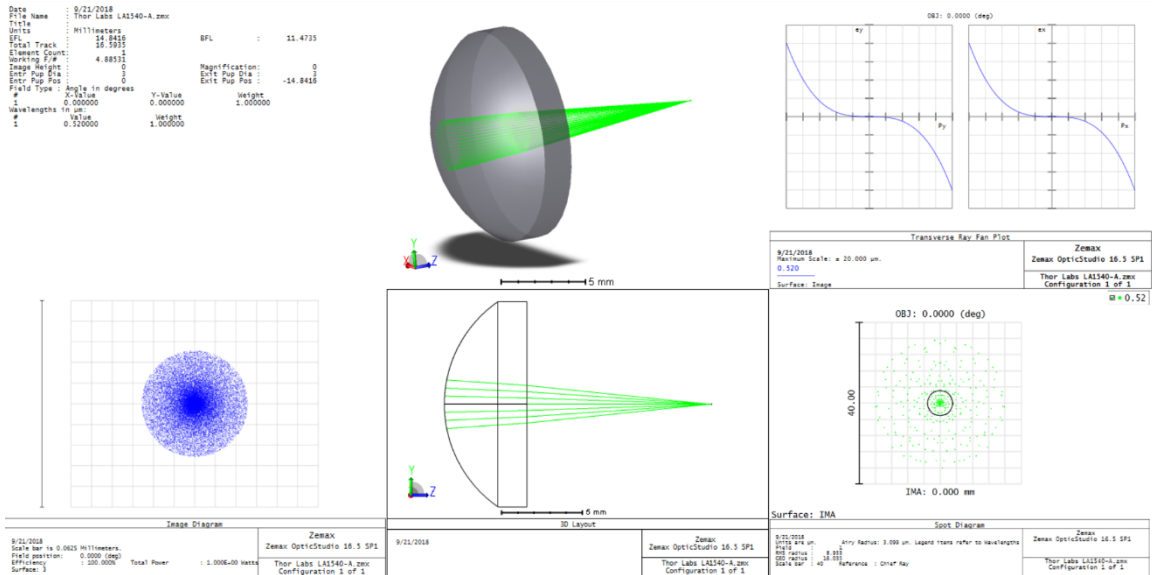 Date : 9/21/2018
File Name : Thor Labs LA1540-A.zmx
Title :
Units : Millimeters
EFL : 14.8416 BFL : 11.4735
Total Track : 16.5935
Element Count: 1
Working F/# : 4.88531
Image Height : 0 Magnification: 0
Entr Pup Dia : 3 Exit Pup Dia : 3
Entr Pup Pos : 0 Exit Pup Pos : -14.8416
Field Type : Angle in degrees
# X-Value Y-Value Weight
1 0.000000 0.000000 1.000000
Wavelengths in µm:
# Value Weight
1 0.520000 1.000000
Y
X
Z
5 mm
OBJ: 0.0000 (deg)
ey
ex
Py
Px
Transverse Ray Fan Plot
9/21/2018
Maximum Scale: ± 20.000 µm.
0.520
Surface: Image
Zemax
Zemax OpticStudio 16.5 SP1
Thor Labs LA1540-A.zmx
Configuration 1 of 1
Image Diagram
9/21/2018
Scale bar is 0.0625 Millimeters.
Field position: 0.0000 (deg)
Efficiency : 100.000% Total Power : 1.000E+00 Watts
Surface: 3
Zemax
Zemax OpticStudio 16.5 SP1
Thor Labs LA1540-A.zmx
Configuration 1 of 1
Y
Z
5 mm
3D Layout
9/21/2018
Zemax
Zemax OpticStudio 16.5 SP1
Thor Labs LA1540-A.zmx
Configuration 1 of 1
0.52
OBJ: 0.0000 (deg)
40.00
IMA: 0.000 mm
Surface: IMA
Spot Diagram
9/21/2018
Units are µm. Airy Radius: 3.099 µm. Legend items refer to Wavelengths
Field : 1
RMS radius :
GEO radius :
Scale bar : 40 Reference : Chief Ray
Zemax
Zemax OpticStudio 16.5 SP1
Thor Labs LA1540-A.zmx
Configuration 1 of 1